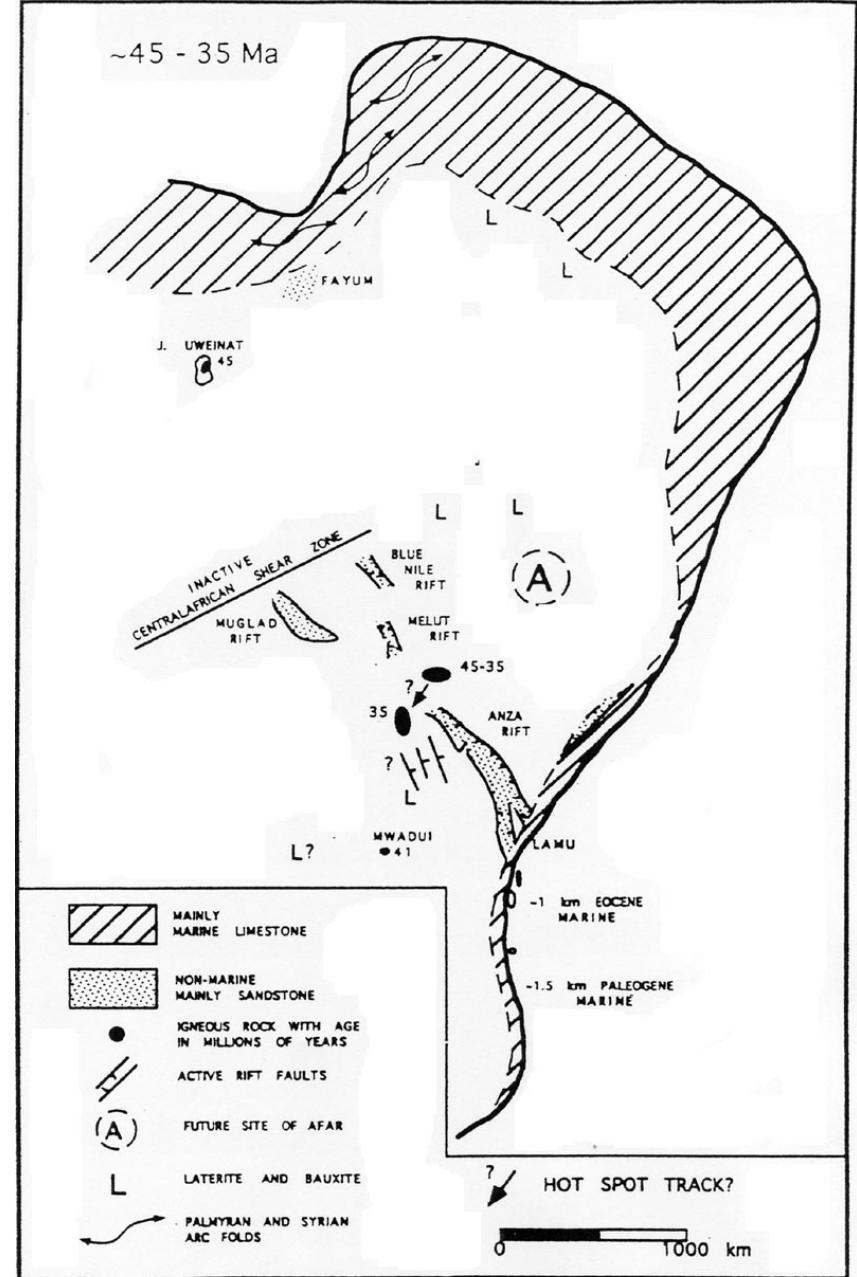 ~45 - 35 Ma
L
L
FAYUM
J. UWEINAT
45
L
L
INACTIVE
CENTRALAFRICAN SHEAR ZONE
BLUE
NILE
RIFT
A
MUGLAD
RIFT
MELUT
RIFT
45-35
?
35
ANZA
RIFT
?
L
MWADUI
41
L?
LAMU
~1 km EOCENE
MARINE
~1.5 km PALEOGENE
MARINE
MAINLY
MARINE LIMESTONE
NON-MARINE
MAINLY SANDSTONE
IGNEOUS ROCK WITH AGE
IN MILLIONS OF YEARS
ACTIVE RIFT FAULTS
A
FUTURE SITE OF AFAR
L
LATERITE AND BAUXITE
PALMYRAN AND SYRIAN
ARC FOLDS
?
HOT SPOT TRACK?
0
1000 km